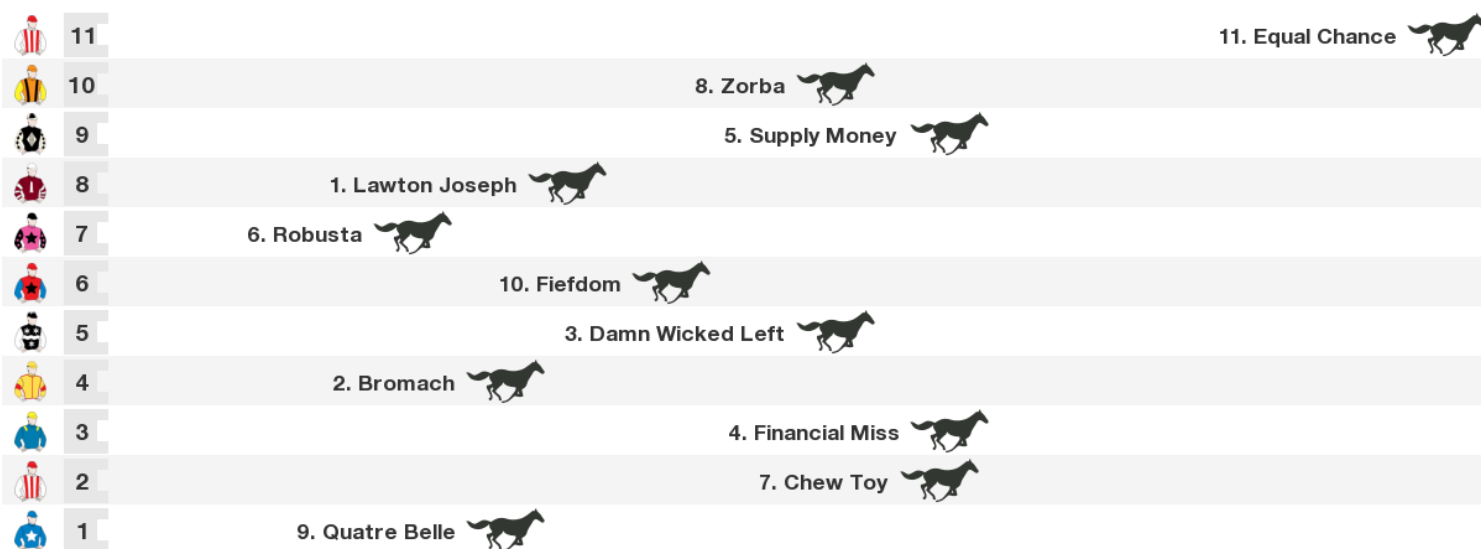 11 11. Equal Chance
10 8. Zorba
9 5. Supply Money
8 1. Lawton Joseph
7 6. Robusta
6 10. Fiefdom
5 3. Damn Wicked Left
4 2. Bromach
3 4. Financial Miss
2 7. Chew Toy
1 9. Quatre Belle